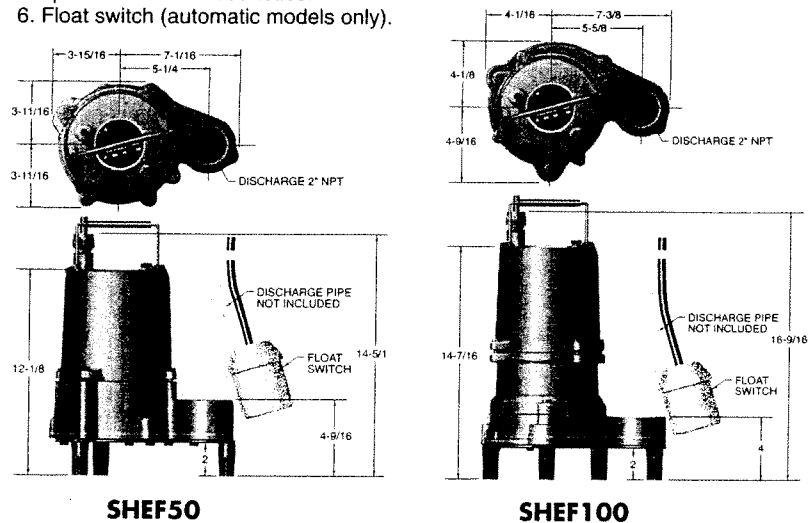 6. Float switch (automatic models only).
3-15/16
7-1/16
5-1/4
3-11/16
3-11/16
DISCHARGE 2" NPT
12-1/8
DISCHARGE PIPE
NOT INCLUDED
FLOAT
SWITCH
14-5/1
4-9/16
2
SHEF50
4-1/16
7-3/8
5-5/8
4-1/8
4-9/16
DISCHARGE 2" NPT
14-7/16
DISCHARGE PIPE
NOT INCLUDED
16-9/16
FLOAT
SWITCH
2
4
SHEF100